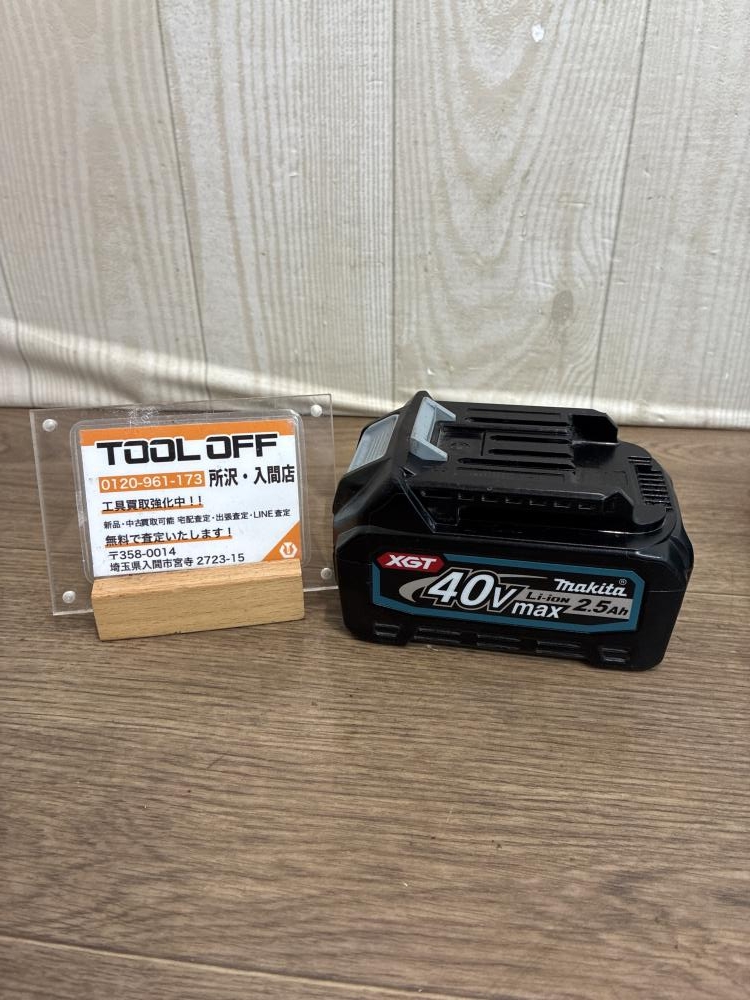 TOOL OFF
0120-961-173 所沢・入間店
工具買取強化中！！
新品・中古買取可能 宅配査定・出張査定・LINE査定
無料で査定いたします！
〒358-0014
埼玉県入間市宮寺 2723-15
XGT
40Vmax
makita®
Li-ion 2.5Ah